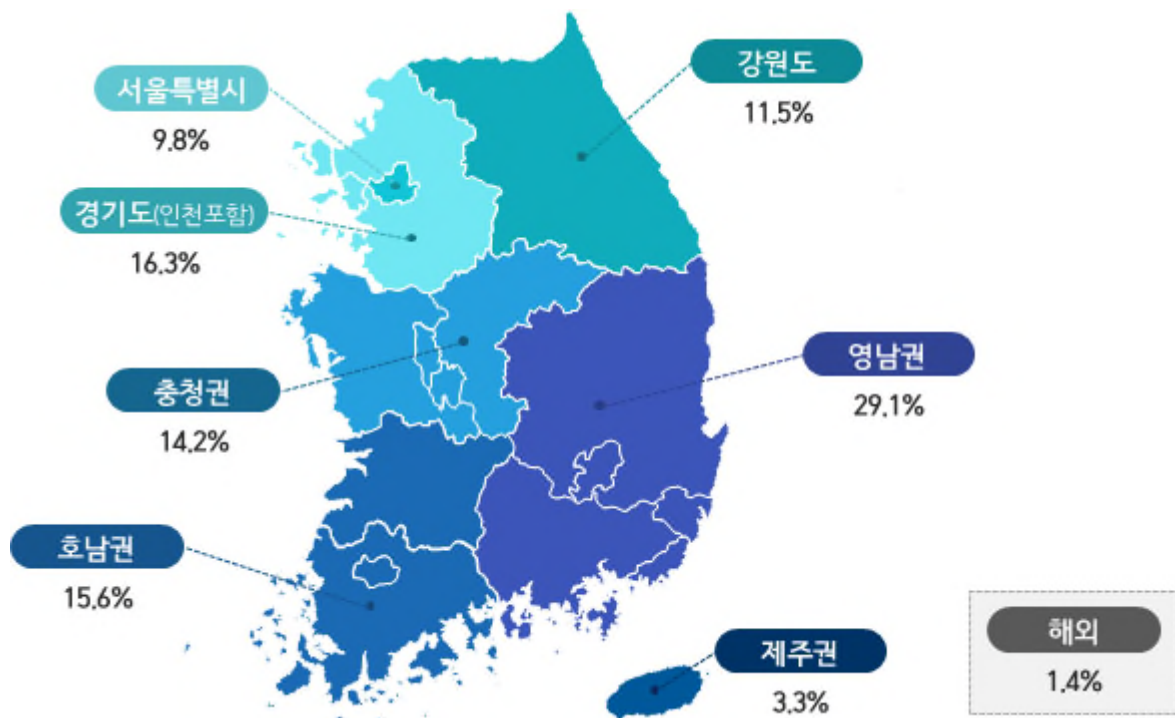 서울특별시
9.8%
강원도
11.5%
경기도(인천포함)
16.3%
충청권
14.2%
영남권
29.1%
호남권
15.6%
제주권
3.3%
해외
1.4%